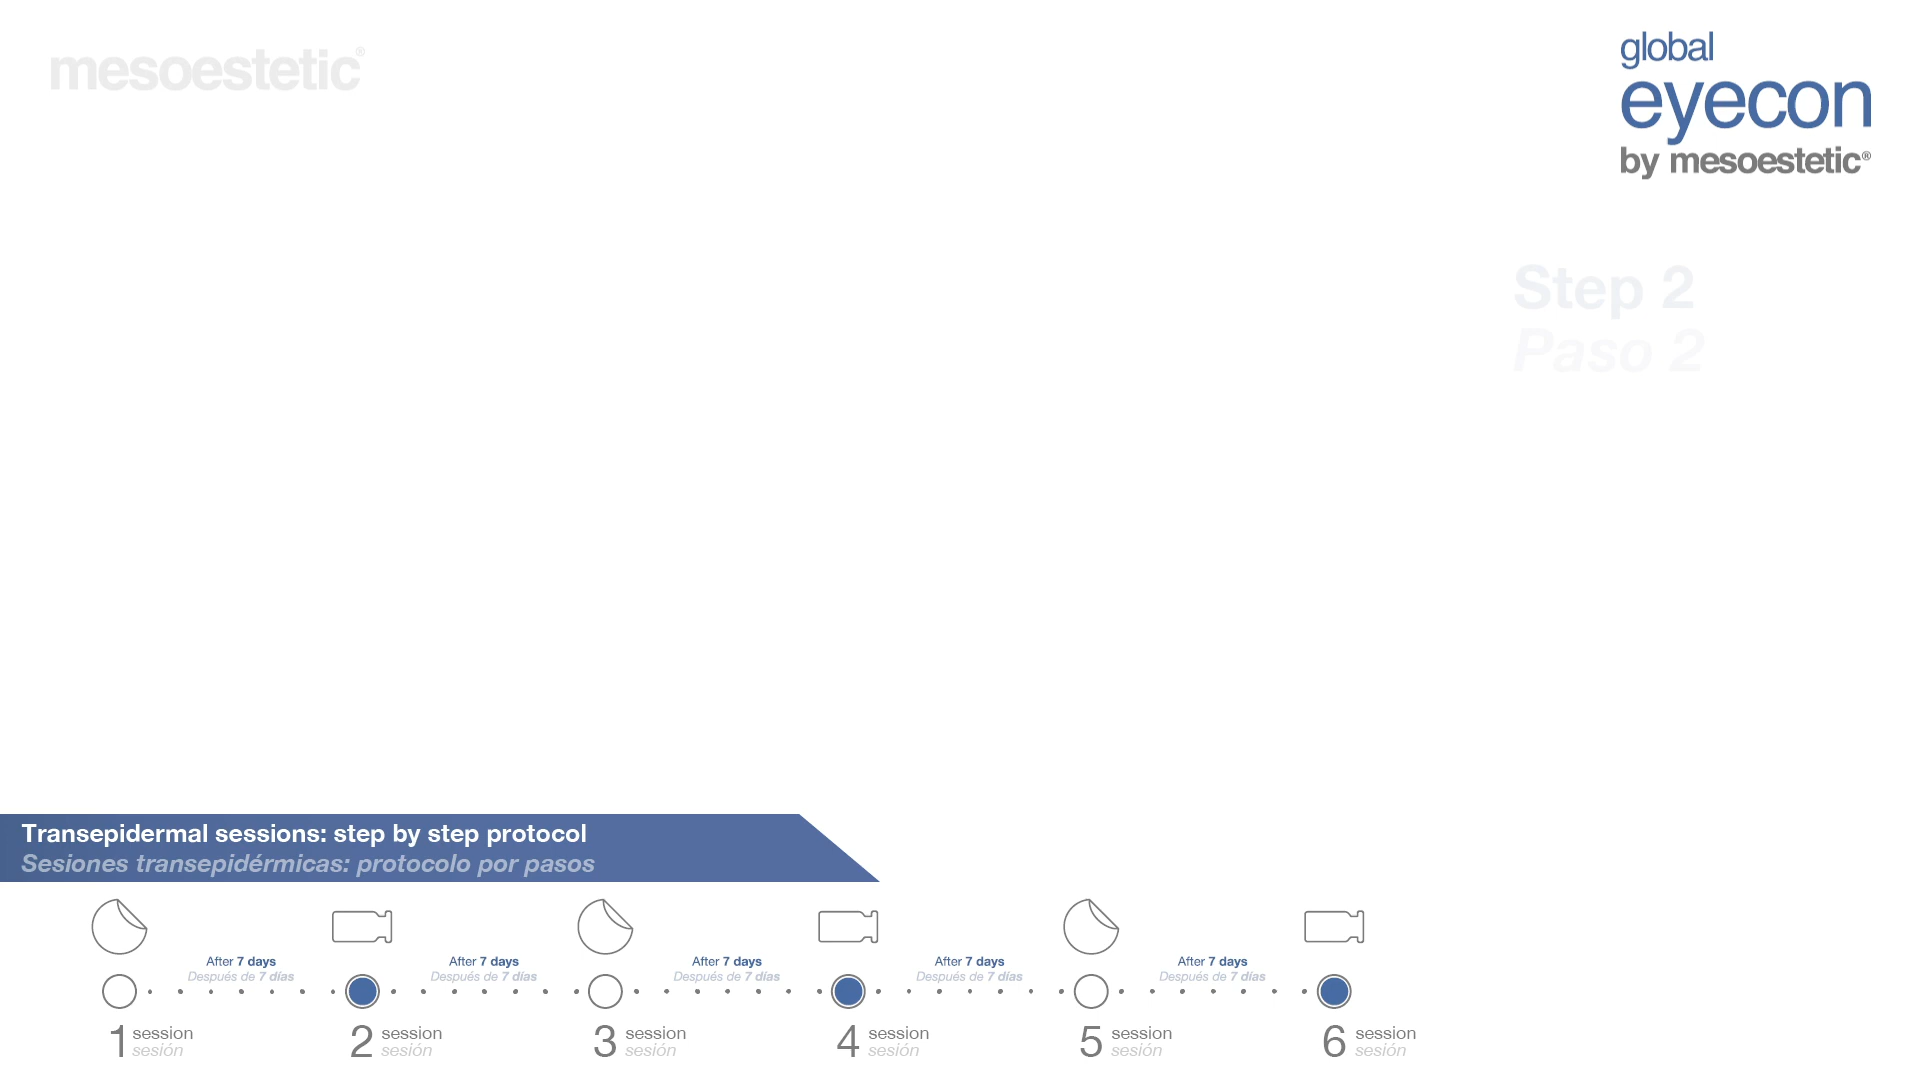 mesoestetic®
global
eyecon
by mesoestetic®
Step 2
Paso 2
Transepidermal sessions: step by step protocol
Sesiones transepidérmicas: protocolo por pasos
After 7 days
Después de 7 días
After 7 days
Después de 7 días
After 7 days
Después de 7 días
After 7 days
Después de 7 días
After 7 days
Después de 7 días
1 session
sesión
2 session
sesión
3 session
sesión
4 session
sesión
5 session
sesión
6 session
sesión